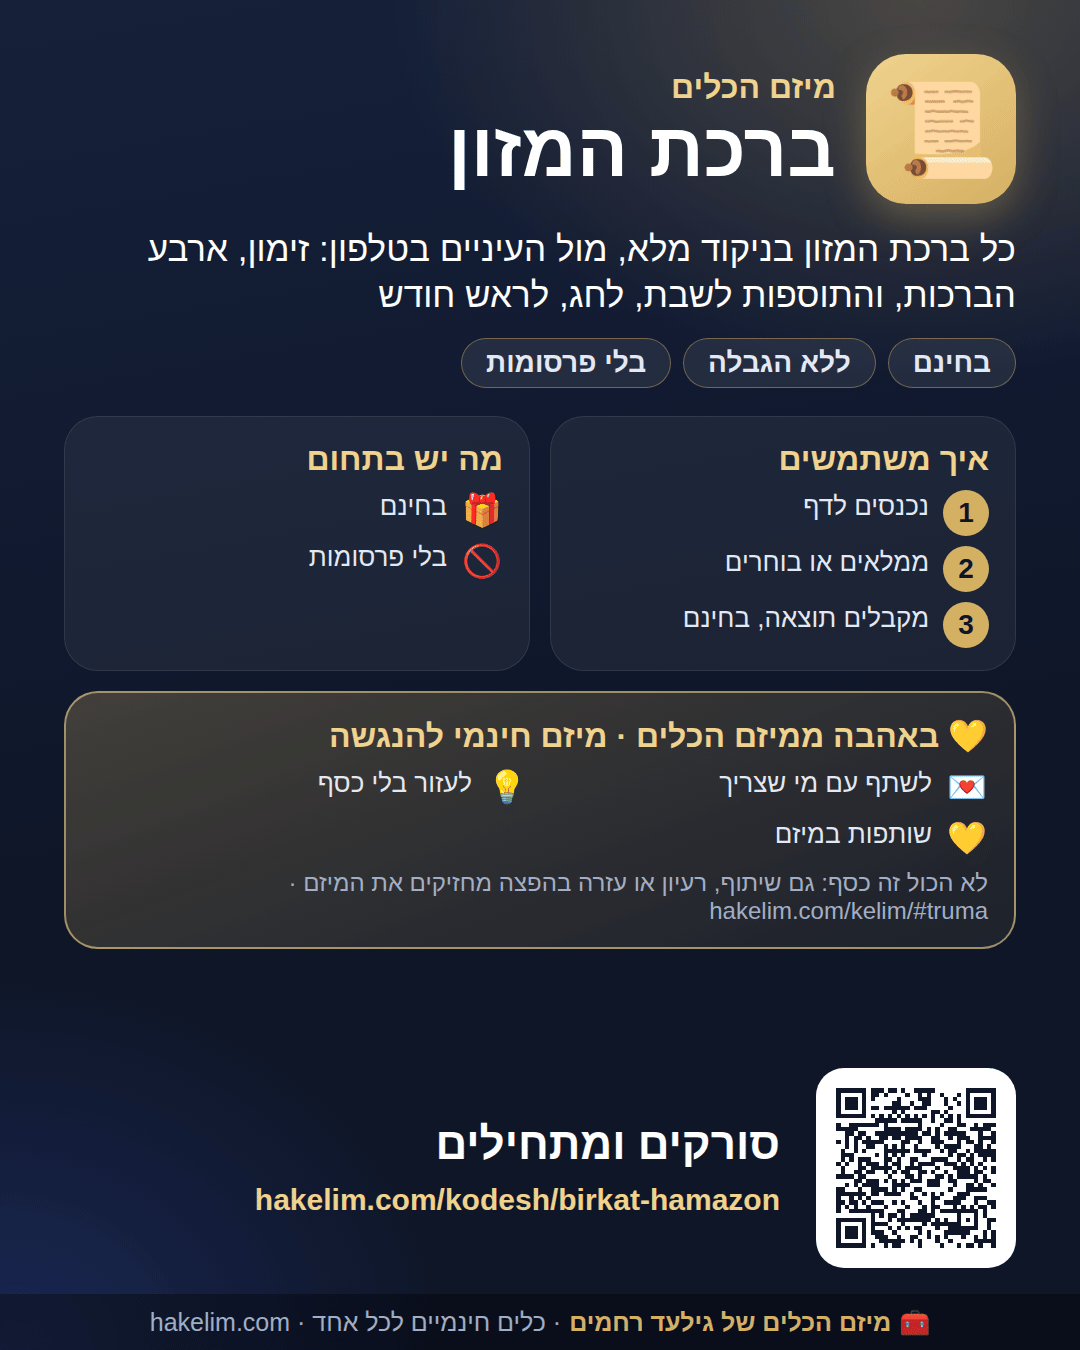 מיזם הכלים
ברכת המזון
כל ברכת המזון בניקוד מלא, מול העיניים בטלפון: זימון, ארבע
הברכות, והתוספות לשבת, לחג, לראש חודש
בחינם
ללא הגבלה
בלי פרסומות
איך משתמשים
1 נכנסים לדף
2 ממלאים או בוחרים
3 מקבלים תוצאה, בחינם
מה יש בתחום
בחינם
בלי פרסומות
באהבה ממיזם הכלים · מיזם חינמי להנגשה
לשתף עם מי שצריך
לעזור בלי כסף
שותפות במיזם
לא הכול זה כסף: גם שיתוף, רעיון או עזרה בהפצה מחזיקים את המיזם ·
hakelim.com/kelim/#truma
סורקים ומתחילים
hakelim.com/kodesh/birkat-hamazon
מיזם הכלים של גילעד רחמים · כלים חינמיים לכל אחד · hakelim.com